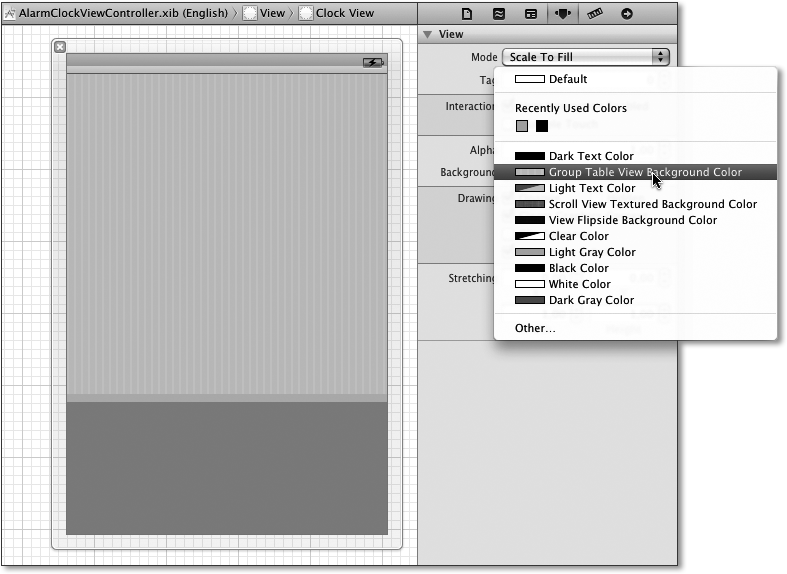 AlarmClockViewController.xib (English) 〉 View 〉 Clock View
View
Mode Scale To Fill
Tag
Default
Interaction
Recently Used Colors
Alpha
Dark Text Color
Background
Group Table View Background Color
Light Text Color
Drawing
Scroll View Textured Background Color
View Flipside Background Color
Clear Color
Light Gray Color
Black Color
Stretching
White Color
Dark Gray Color
Other...